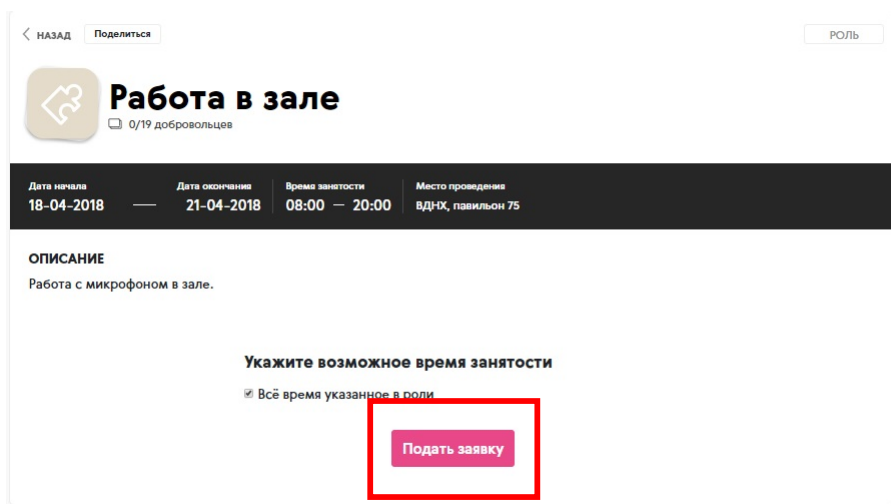 НАЗАД Поделиться РОЛЬ
Работа в зале
0/19 добровольцев
Дата начала Дата окончания Время занятости Место проведения
18-04-2018 — 21-04-2018 08:00 — 20:00 ВДНХ, павильон 75
ОПИСАНИЕ
Работа с микрофоном в зале.
Укажите возможное время занятости
Всё время указанное в роли
Подать заявку